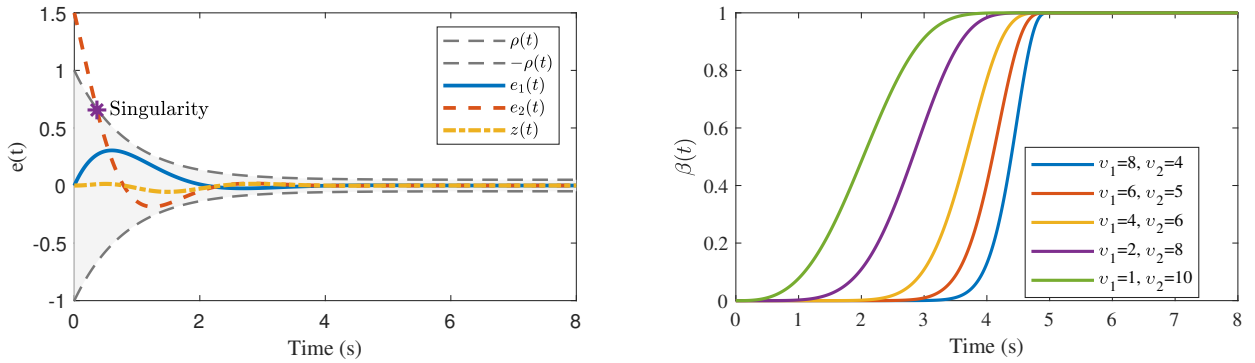 1.5
1
0.5
0
-0.5
-1
e(t)
0 2 4 6 8
Time (s)
Singularity
ρ(t)
−ρ(t)
e₁(t)
e₂(t)
z(t)
1
0.8
0.6
0.4
0.2
0
β(t)
0 1 2 3 4 5 6 7 8
Time (s)
υ₁=8, υ₂=4
υ₁=6, υ₂=5
υ₁=4, υ₂=6
υ₁=2, υ₂=8
υ₁=1, υ₂=10